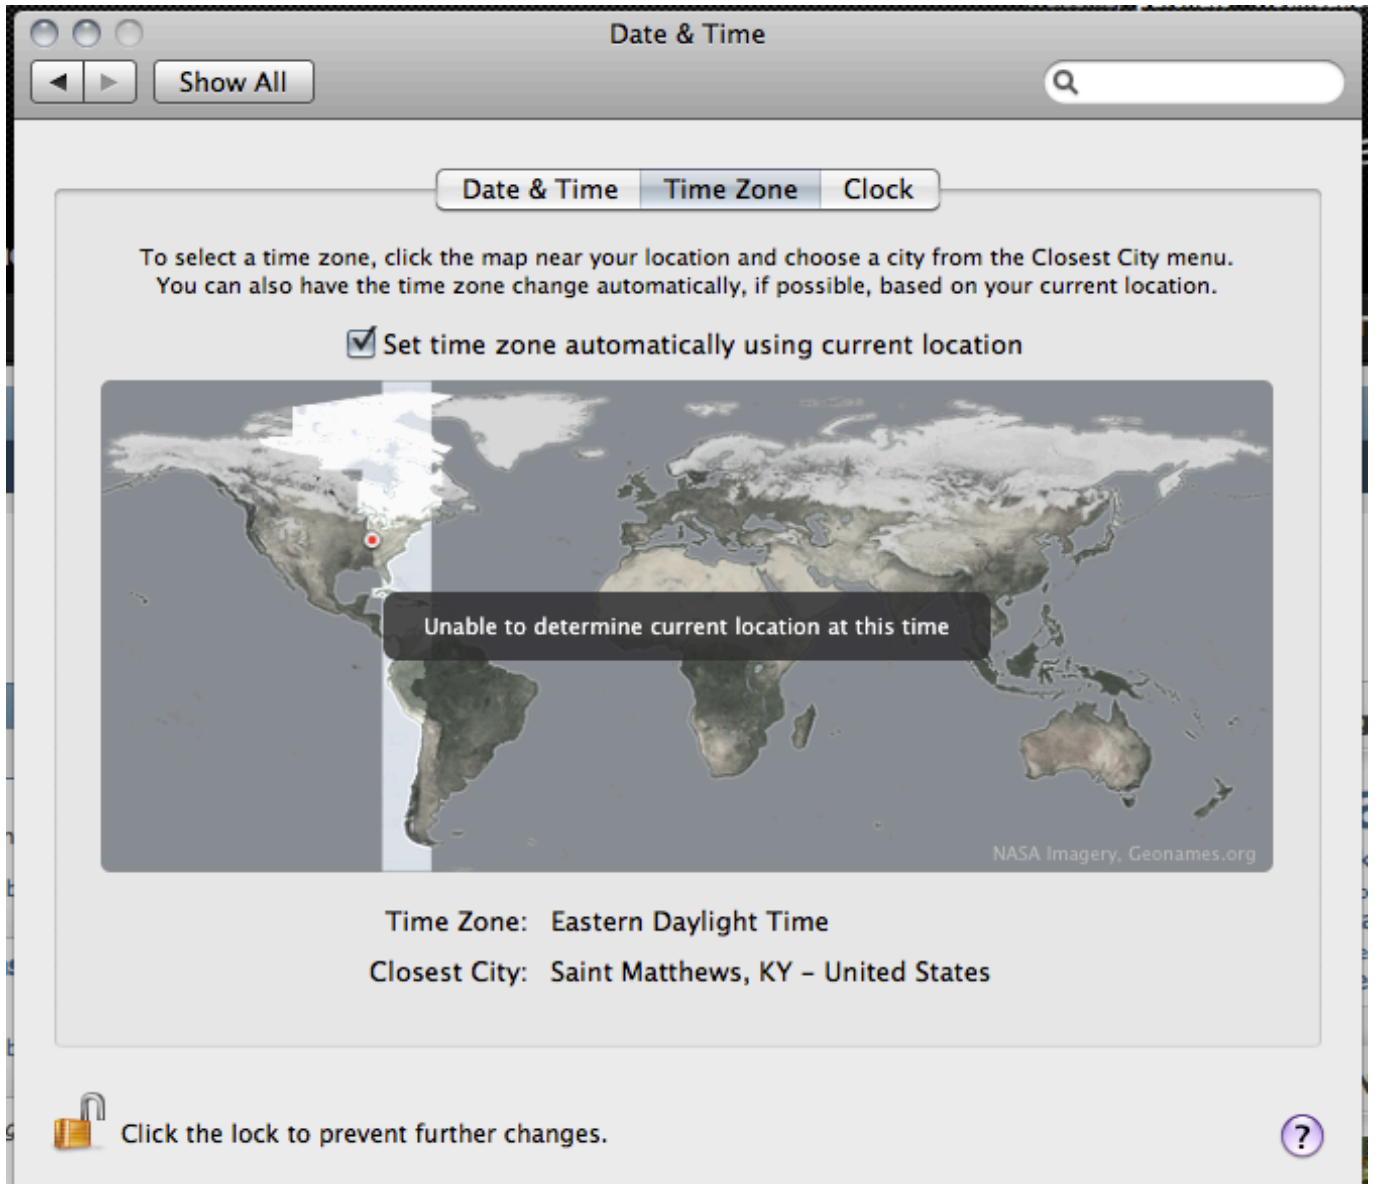 Date & Time
Show All
Date & Time Time Zone Clock
To select a time zone, click the map near your location and choose a city from the Closest City menu.
You can also have the time zone change automatically, if possible, based on your current location.
Set time zone automatically using current location
Unable to determine current location at this time
NASA Imagery, Geonames.org
Time Zone: Eastern Daylight Time
Closest City: Saint Matthews, KY – United States
Click the lock to prevent further changes.
?